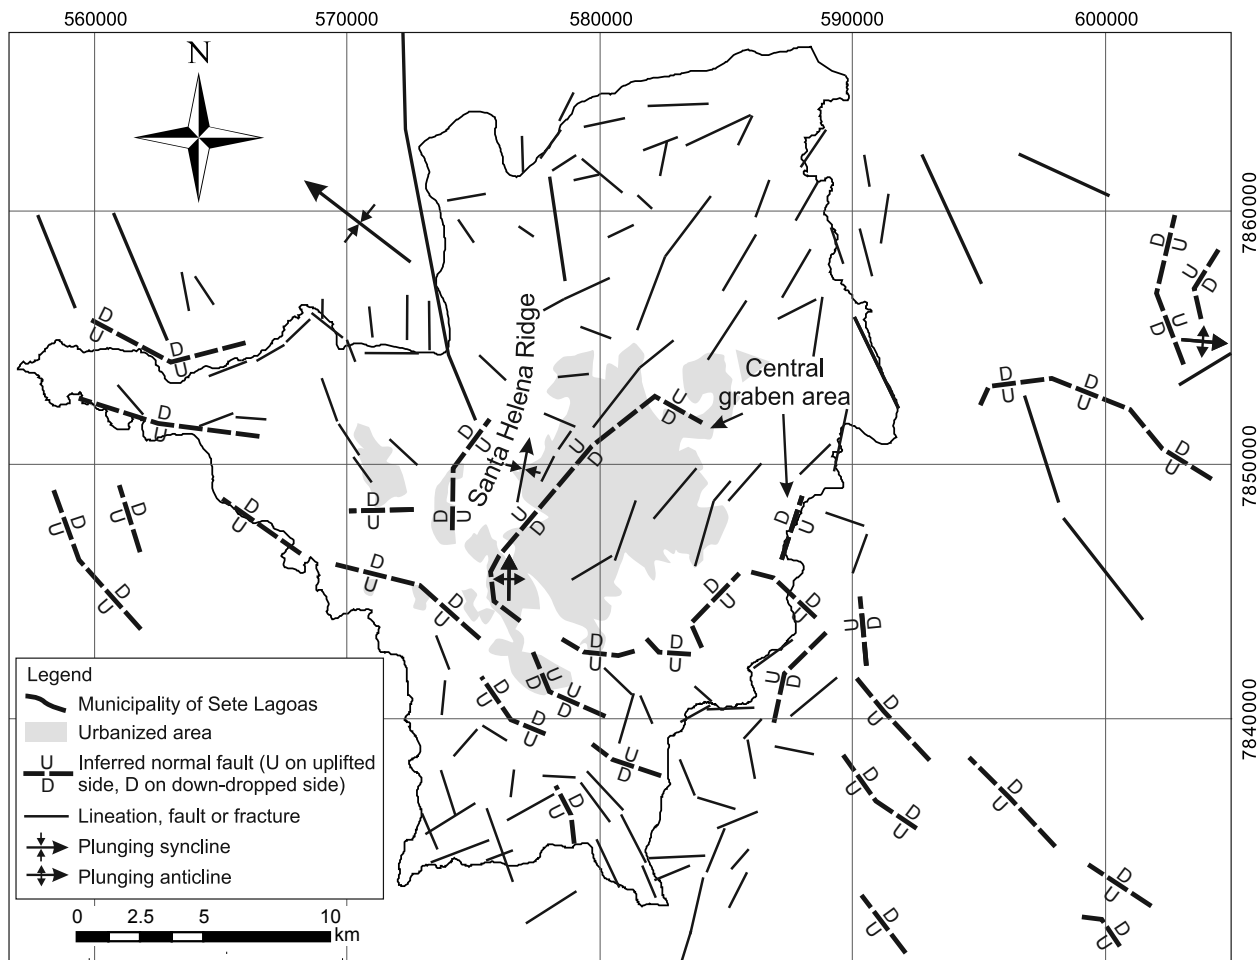 560000
570000
580000
590000
600000
N
7860000
7850000
7840000
Santa Helena Ridge
Central
graben area
D
U
D
U
D
U
D
U
D
U
D
U
D
U
D
U
D
U
D
U
U
D
U
D
U
D
D
U
D
U
D
U
D
U
D
U
D
U
D
U
D
U
D
U
D
U
D
U
D
U
U
D
U
D
U
D
U
D
D
U
D
U
D
U
D
U
D
U
D
U
D
U
D
U
D
U
D
U
U
D
Legend
Municipality of Sete Lagoas
Urbanized area
U
D
Inferred normal fault (U on uplifted
side, D on down-dropped side)
Lineation, fault or fracture
Plunging syncline
Plunging anticline
0 2.5 5 10
km